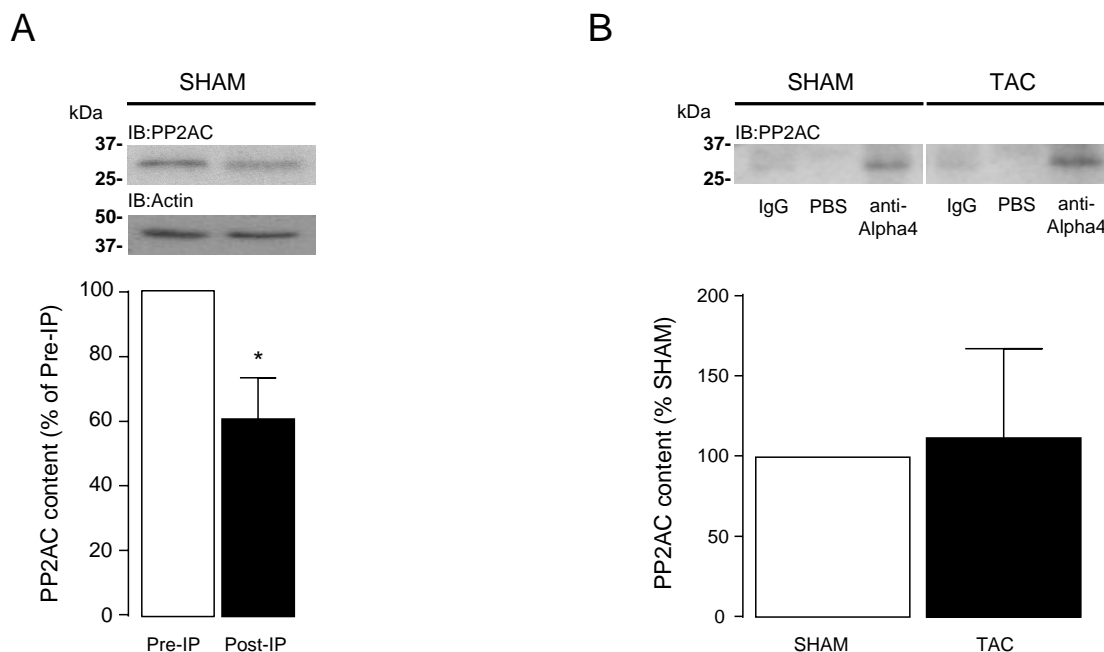 A
SHAM
kDa
IB:PP2AC
37-
25-
IB:Actin
50-
37-
PP2AC content (% of Pre-IP)
100
80
60
40
20
0
*
Pre-IP Post-IP
B
SHAM TAC
kDa
IB:PP2AC
37-
25-
IgG PBS anti- IgG PBS anti-
Alpha4 Alpha4
PP2AC content (% SHAM)
200
150
100
50
0
SHAM TAC